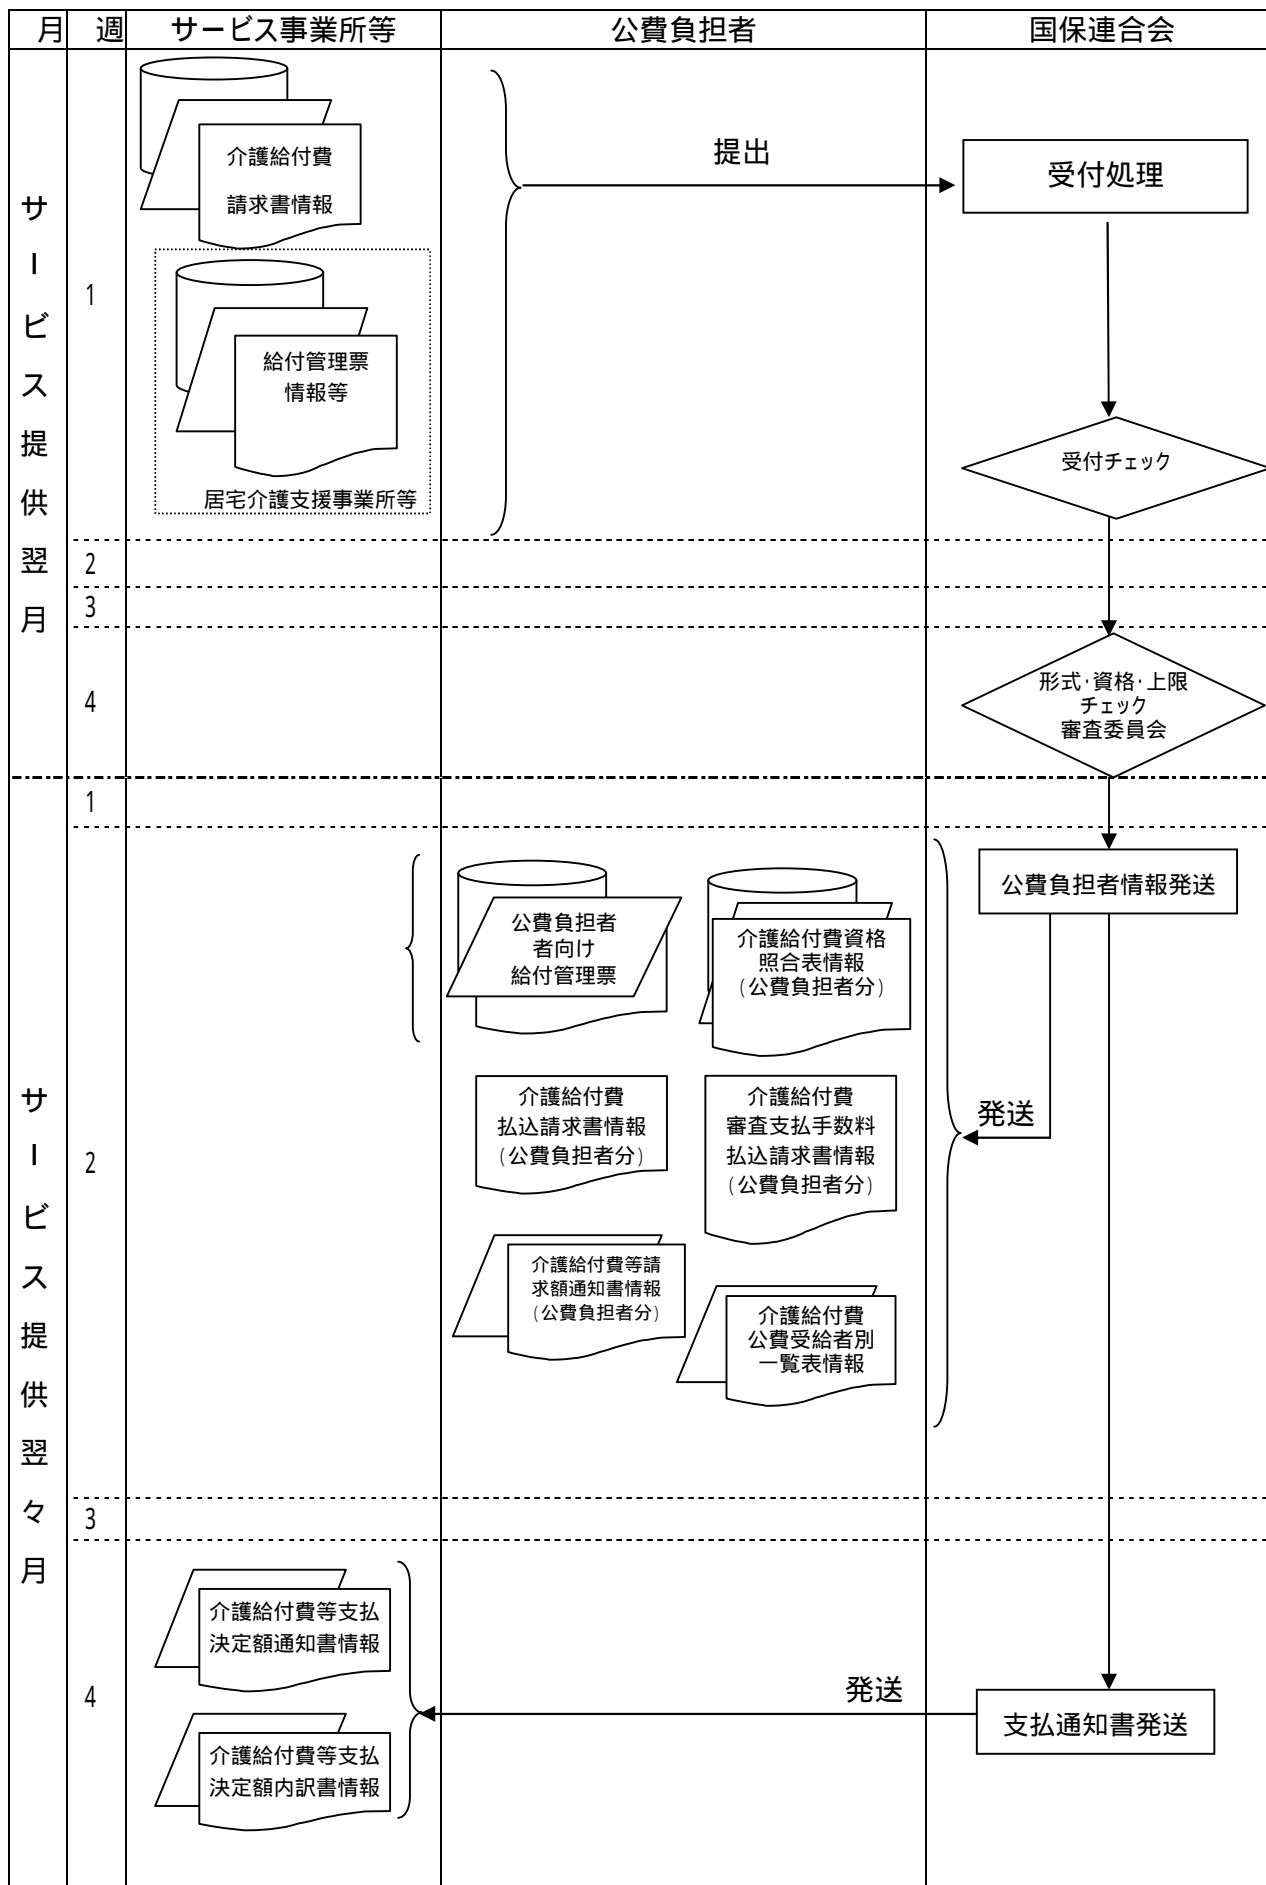 月 週 サービス事業所等 公費負担者 国保連合会
サービス提供翌月
1
介護給付費
請求書情報
給付管理票
情報等
居宅介護支援事業所等
提出
受付処理
受付チェック
2
3
4
形式・資格・上限
チェック
審査委員会
サービス提供翌々月
1
2
公費負担者
者向け
給付管理票
介護給付費資格
照合表情報
(公費負担者分)
公費負担者情報発送
介護給付費
払込請求書情報
(公費負担者分)
介護給付費
審査支払手数料
払込請求書情報
(公費負担者分)
発送
介護給付費等請
求額通知書情報
(公費負担者分)
介護給付費
公費受給者別
一覧表情報
3
4
介護給付費等支払
決定額通知書情報
介護給付費等支払
決定額内訳書情報
発送
支払通知書発送